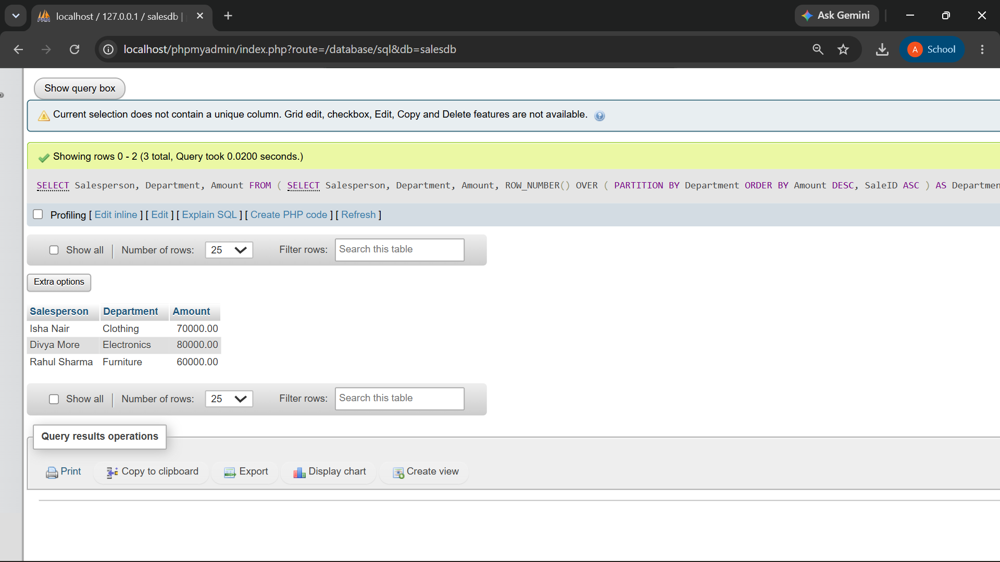 localhost / 127.0.0.1 / salesdb |
Ask Gemini
localhost/phpmyadmin/index.php?route=/database/sql&db=salesdb
A School
Show query box
Current selection does not contain a unique column. Grid edit, checkbox, Edit, Copy and Delete features are not available.
Showing rows 0 - 2 (3 total, Query took 0.0200 seconds.)
SELECT Salesperson, Department, Amount FROM ( SELECT Salesperson, Department, Amount, ROW_NUMBER() OVER ( PARTITION BY Department ORDER BY Amount DESC, SaleID ASC ) AS Departmen
Profiling [ Edit inline ] [ Edit ] [ Explain SQL ] [ Create PHP code ] [ Refresh ]
Show all | Number of rows: 25 Filter rows: Search this table
Extra options
Salesperson Department Amount
Isha Nair Clothing 70000.00
Divya More Electronics 80000.00
Rahul Sharma Furniture 60000.00
Show all | Number of rows: 25 Filter rows: Search this table
Query results operations
Print Copy to clipboard Export Display chart Create view